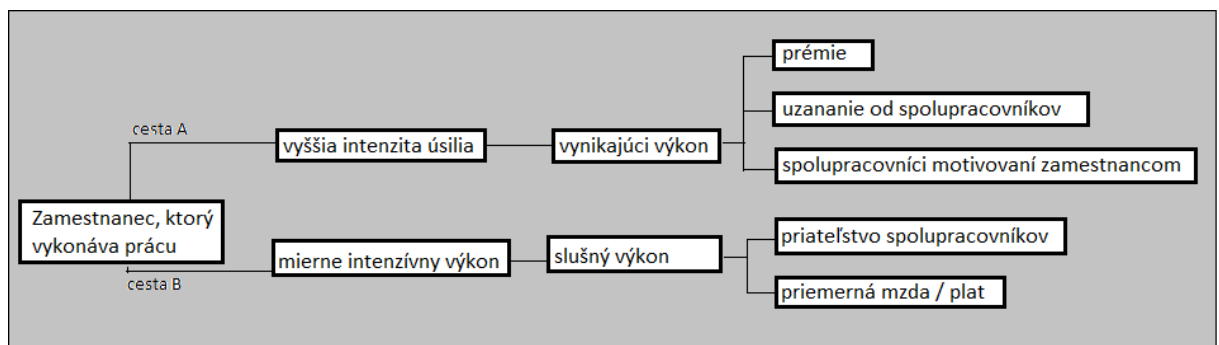 cesta A
vyššia intenzita úsilia
vynikajúci výkon
prémie
uzananie od spolupracovníkov
spolupracovníci motivovaní zamestnancom
Zamestnanec, ktorý
vykonáva prácu
cesta B
mierne intenzívny výkon
slušný výkon
priateľstvo spolupracovníkov
priemerná mzda / plat